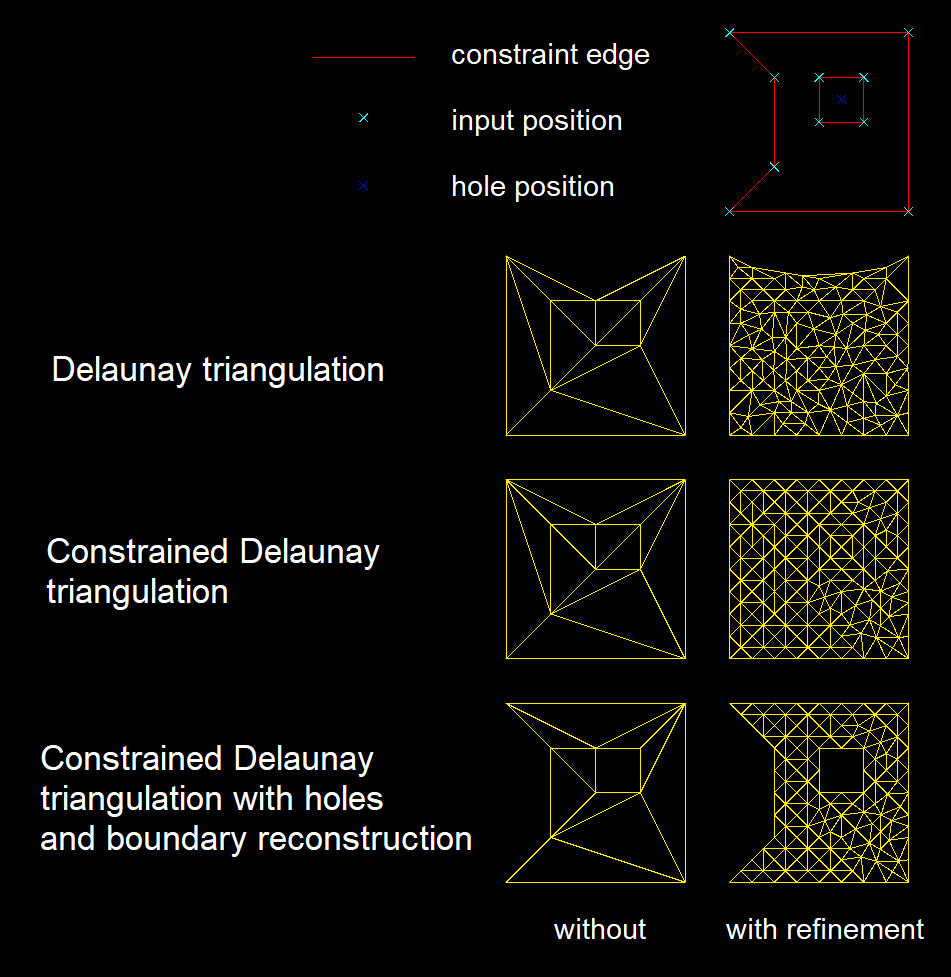 constraint edge
input position
hole position
Delaunay triangulation
Constrained Delaunay
triangulation
Constrained Delaunay
triangulation with holes
and boundary reconstruction
without
with refinement